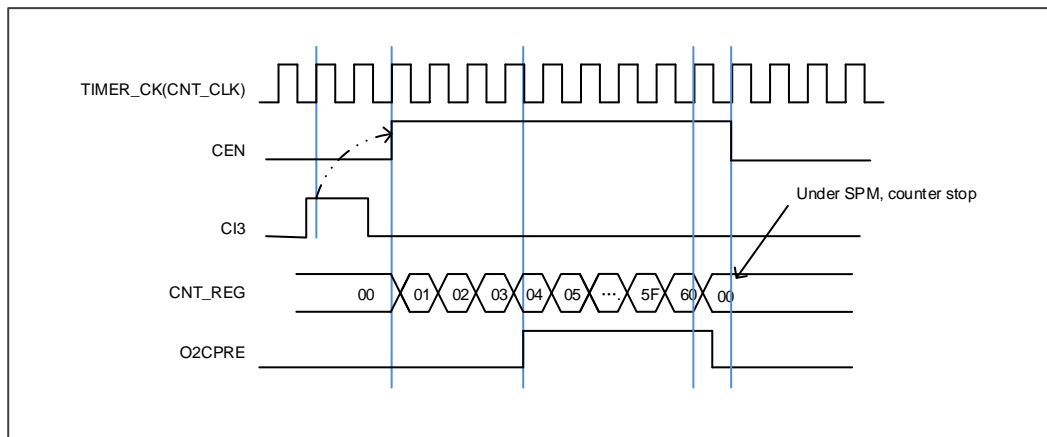 TIMER_CK(CNT_CLK)
CEN
Under SPM, counter stop
CI3
CNT_REG 00 01 02 03 04 05 …. 5F 60 00
O2CPRE